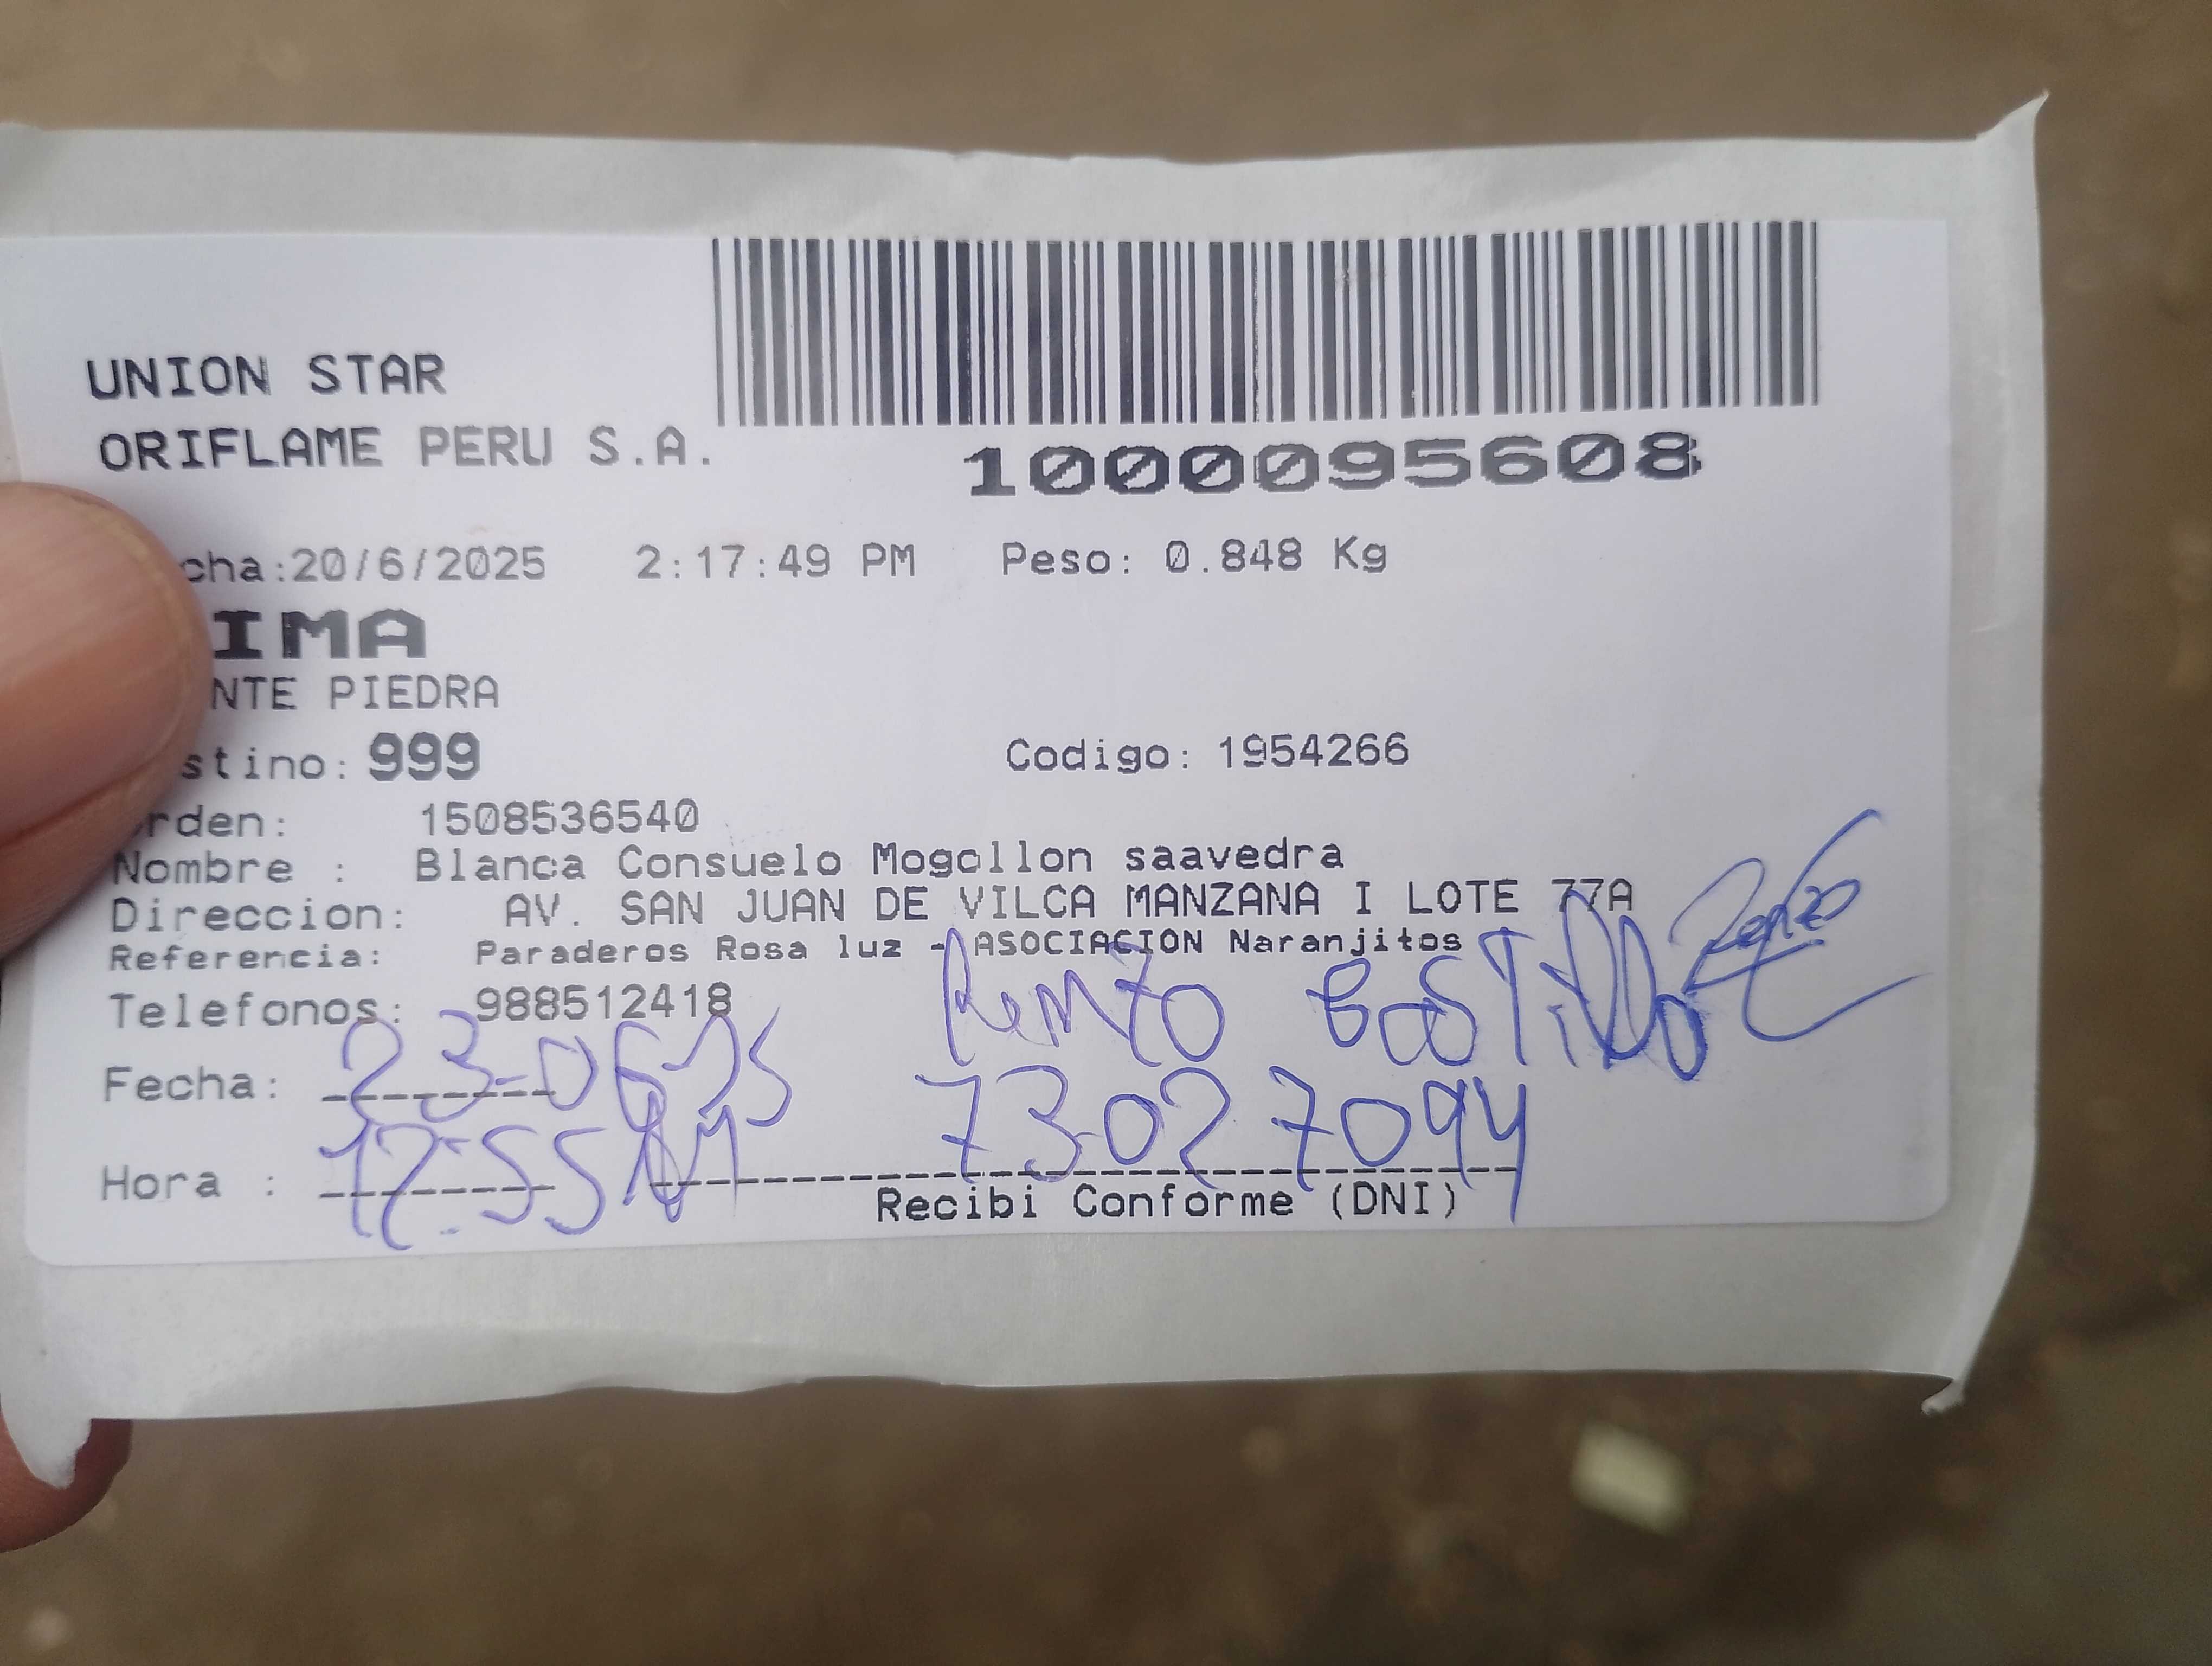 UNION STAR
ORIFLAME PERU S.A.
1000095608
cha:20/6/2025 2:17:49 PM Peso: 0.848 Kg
IMA
NTE PIEDRA
stino: 999 Codigo: 1954266
rden: 1508536540
Nombre : Blanca Consuelo Mogollon saavedra
Direccion: AV. SAN JUAN DE VILCA MANZANA I LOTE 77A
Referencia: Paraderos Rosa luz - ASOCIACION Naranjitos
Renzo
Telefonos: 988512418 Renzo
Fecha: 23-06-25 73027094
Hora : 12:55
Recibi Conforme (DNI)